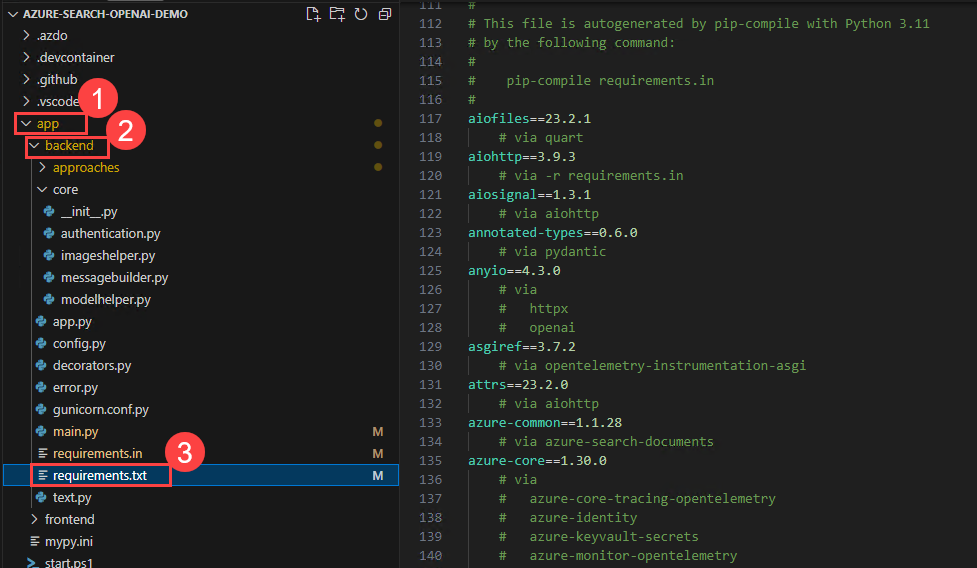 AZURE-SEARCH-OPENAI-DEMO
.azdo
.devcontainer
.github
.vscode
1
app
2
backend
approaches
core
__init__.py
authentication.py
imageshelper.py
messagebuilder.py
modelhelper.py
app.py
config.py
decorators.py
error.py
gunicorn.conf.py
main.py M
requirements.in M
3
requirements.txt M
text.py
frontend
mypy.ini
start.ps1
111 #
112 # This file is autogenerated by pip-compile with Python 3.11
113 # by the following command:
114 #
115 #    pip-compile requirements.in
116 #
117 aiofiles==23.2.1
118     # via quart
119 aiohttp==3.9.3
120     # via -r requirements.in
121 aiosignal==1.3.1
122     # via aiohttp
123 annotated-types==0.6.0
124     # via pydantic
125 anyio==4.3.0
126     # via
127     #   httpx
128     #   openai
129 asgiref==3.7.2
130     # via opentelemetry-instrumentation-asgi
131 attrs==23.2.0
132     # via aiohttp
133 azure-common==1.1.28
134     # via azure-search-documents
135 azure-core==1.30.0
136     # via
137     #   azure-core-tracing-opentelemetry
138     #   azure-identity
139     #   azure-keyvault-secrets
140     #   azure-monitor-opentelemetry